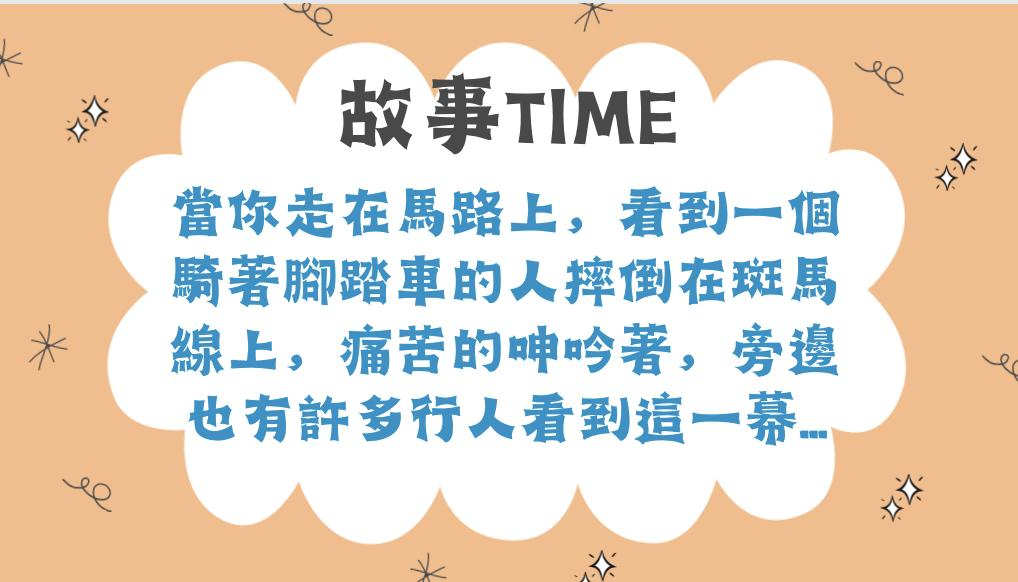 故事TIME
當你走在馬路上，看到一個
騎著腳踏車的人摔倒在斑馬
線上，痛苦的呻吟著，旁邊
也有許多行人看到這一幕...